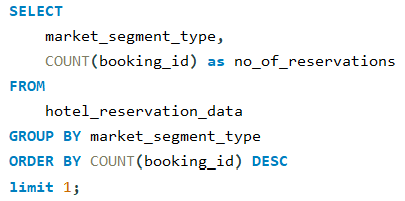 SELECT
market_segment_type,
COUNT(booking_id) as no_of_reservations
FROM
hotel_reservation_data
GROUP BY market_segment_type
ORDER BY COUNT(booking_id) DESC
limit 1;